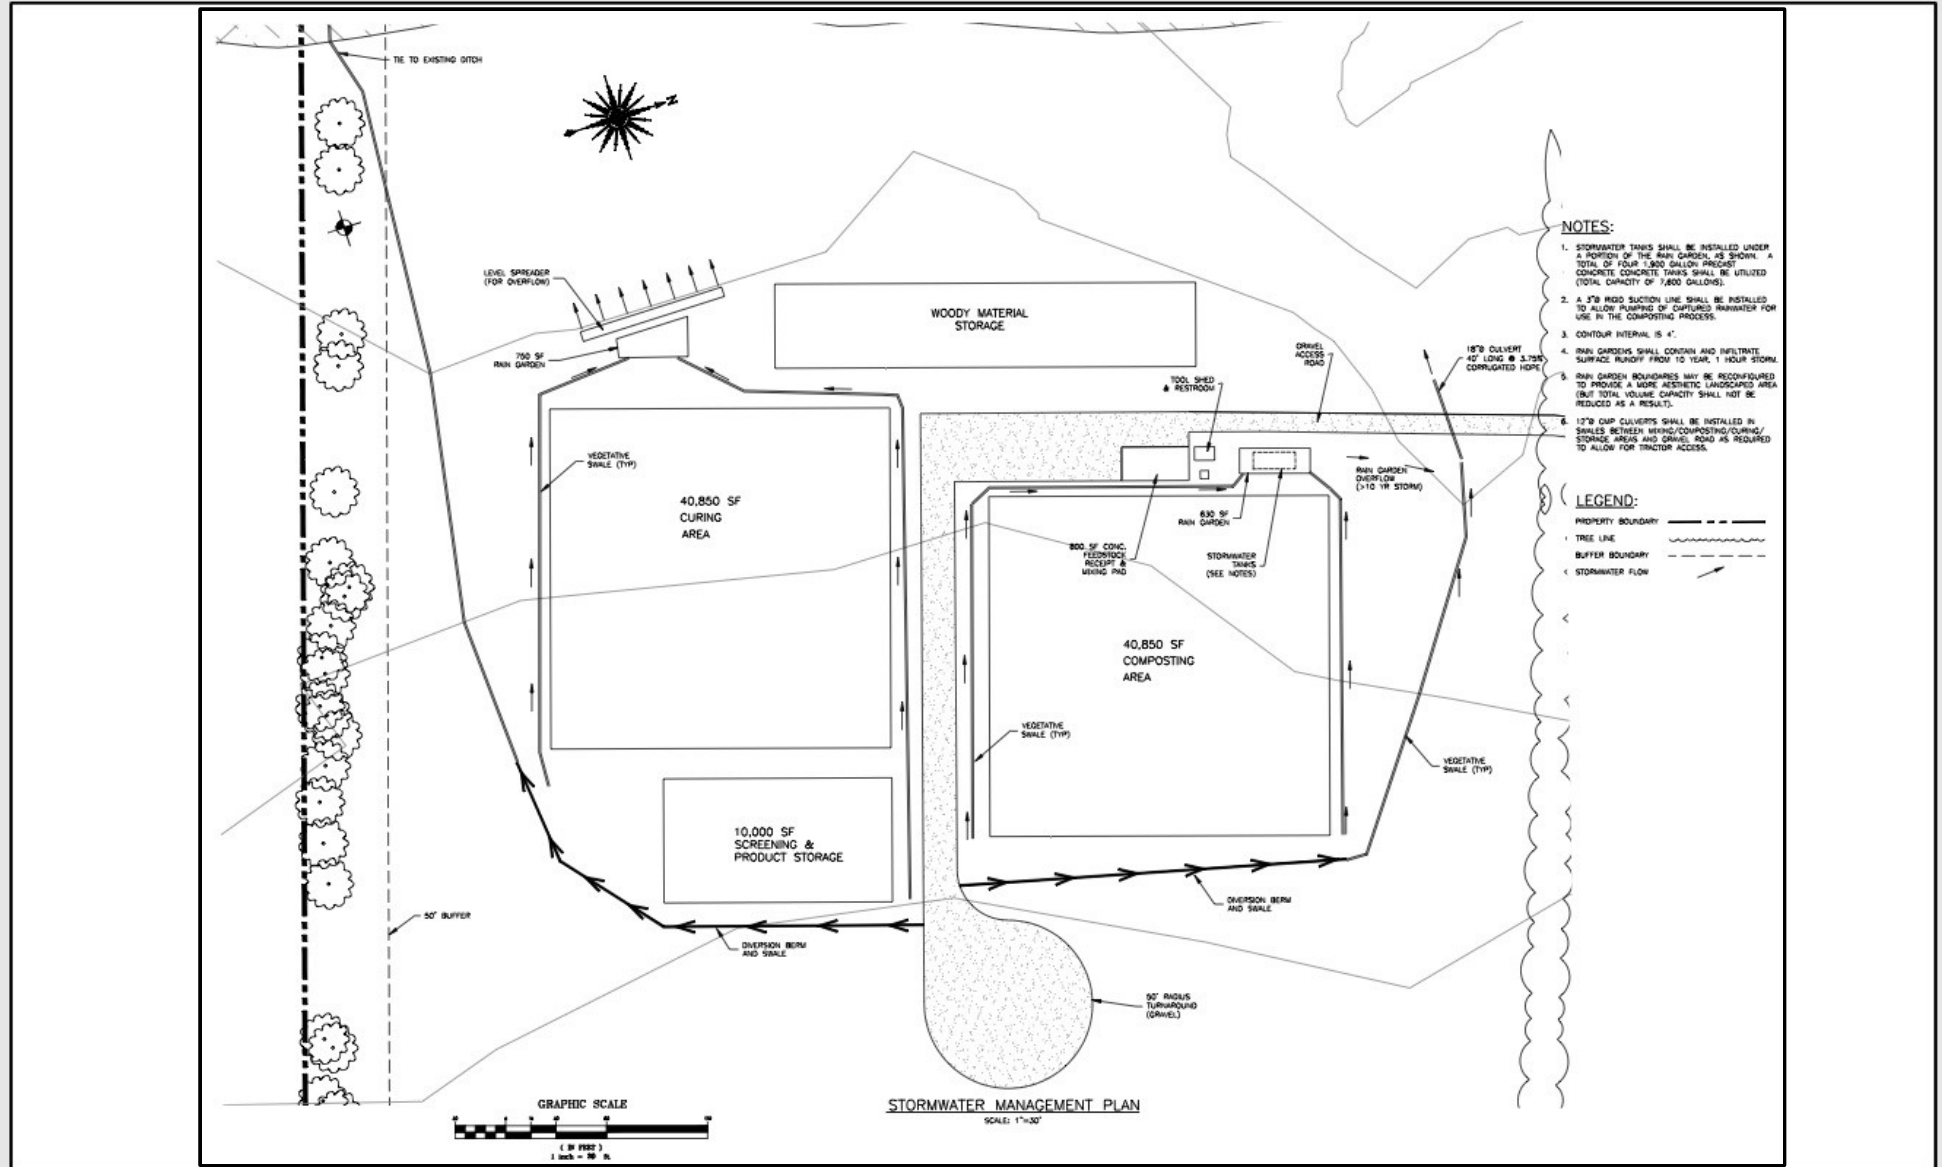 TIE TO EXISTING DITCH
N
LEVEL SPREADER
(FOR OVERFLOW)
750 SF
RAIN GARDEN
WOODY MATERIAL
STORAGE
GRAVEL
ACCESS
ROAD
TOOL SHED
& RESTROOM
18"Ø CULVERT
40' LONG @ 3.75%
CORRUGATED HDPE
VEGETATIVE
SWALE (TYP)
40,850 SF
CURING
AREA
RAIN GARDEN
OVERFLOW
(>10 YR STORM)
630 SF
RAIN GARDEN
800 SF CONC.
FEEDSTOCK
RECEIPT &
MIXING PAD
STORMWATER
TANKS
(SEE NOTES)
40,850 SF
COMPOSTING
AREA
VEGETATIVE
SWALE (TYP)
VEGETATIVE
SWALE (TYP)
10,000 SF
SCREENING &
PRODUCT STORAGE
50' BUFFER
DIVERSION BERM
AND SWALE
DIVERSION BERM
AND SWALE
50' RADIUS
TURNAROUND
(GRAVEL)
NOTES:
1. STORMWATER TANKS SHALL BE INSTALLED UNDER
A PORTION OF THE RAIN GARDEN, AS SHOWN. A
TOTAL OF FOUR 1,900 GALLON PRECAST
CONCRETE CONCRETE TANKS SHALL BE UTILIZED
(TOTAL CAPACITY OF 7,600 GALLONS).
2. A 3"Ø RIGID SUCTION LINE SHALL BE INSTALLED
TO ALLOW PUMPING OF CAPTURED RAINWATER FOR
USE IN THE COMPOSTING PROCESS.
3. CONTOUR INTERVAL IS 4'.
4. RAIN GARDENS SHALL CONTAIN AND INFILTRATE
SURFACE RUNOFF FROM 10 YEAR, 1 HOUR STORM.
5. RAIN GARDEN BOUNDARIES MAY BE RECONFIGURED
TO PROVIDE A MORE AESTHETIC LANDSCAPED AREA
(BUT TOTAL VOLUME CAPACITY SHALL NOT BE
REDUCED AS A RESULT).
6. 12"Ø CMP CULVERTS SHALL BE INSTALLED IN
SWALES BETWEEN MIXING/COMPOSTING/CURING/
STORAGE AREAS AND GRAVEL ROAD AS REQUIRED
TO ALLOW FOR TRACTOR ACCESS.
LEGEND:
PROPERTY BOUNDARY
TREE LINE
BUFFER BOUNDARY
STORMWATER FLOW
GRAPHIC SCALE
( IN FEET )
1 inch = 30 ft.
STORMWATER MANAGEMENT PLAN
SCALE: 1"=30'